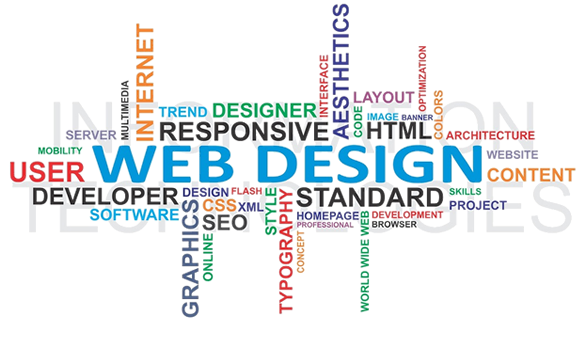 INFORMATION
TECHNOLOGIES
INTERNET
MULTIMEDIA
AESTHETICS
INTERFACE
OPTIMIZATION
LAYOUT
TREND
DESIGNER
CODE
IMAGE
BANNER
COLORS
SERVER
RESPONSIVE
HTML
ARCHITECTURE
MOBILITY
WEB DESIGN
WEBSITE
USER
CONTENT
DEVELOPER
DESIGN
FLASH
STANDARD
SKILLS
CSS
XML
STYLE
PROJECT
SOFTWARE
SEO
HOMEPAGE
DEVELOPMENT
PROFESSIONAL
BROWSER
GRAPHICS
ONLINE
TYPOGRAPHY
CONCEPT
WORLD WIDE WEB